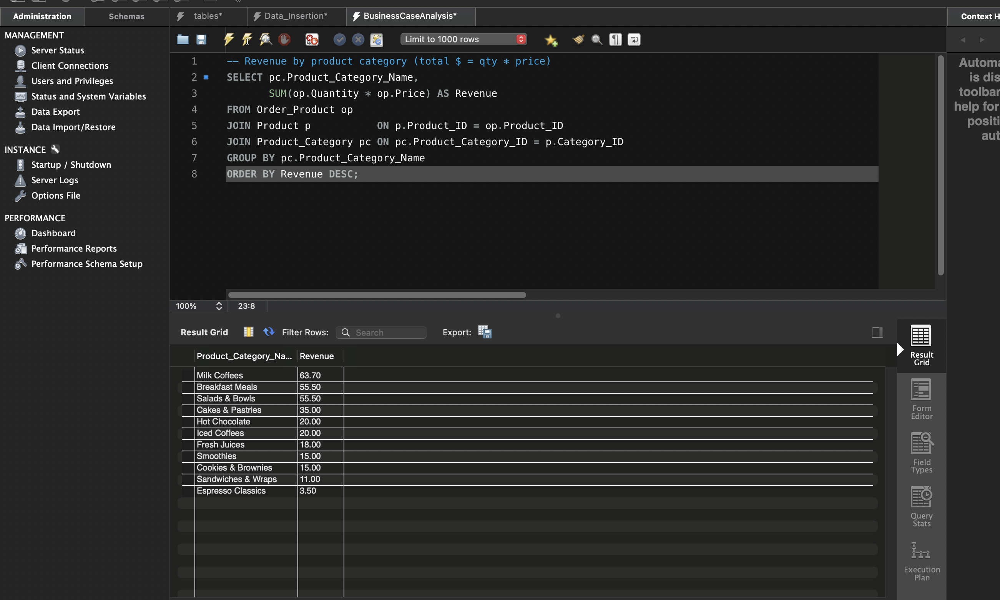 Administration
Schemas
tables*
Data_Insertion*
BusinessCaseAnalysis*
Context H
MANAGEMENT
Server Status
Client Connections
Users and Privileges
Status and System Variables
Data Export
Data Import/Restore
INSTANCE
Startup / Shutdown
Server Logs
Options File
PERFORMANCE
Dashboard
Performance Reports
Performance Schema Setup
Limit to 1000 rows
1 -- Revenue by product category (total $ = qty * price)
2 SELECT pc.Product_Category_Name,
3 SUM(op.Quantity * op.Price) AS Revenue
4 FROM Order_Product op
5 JOIN Product p ON p.Product_ID = op.Product_ID
6 JOIN Product_Category pc ON pc.Product_Category_ID = p.Category_ID
7 GROUP BY pc.Product_Category_Name
8 ORDER BY Revenue DESC;
Automa
is dis
toolbar
help for
positi
aut
100% 23:8
Result Grid Filter Rows: Search Export:
Product_Category_Na... Revenue
Milk Coffees 63.70
Breakfast Meals 55.50
Salads & Bowls 55.50
Cakes & Pastries 35.00
Hot Chocolate 20.00
Iced Coffees 20.00
Fresh Juices 18.00
Smoothies 15.00
Cookies & Brownies 15.00
Sandwiches & Wraps 11.00
Espresso Classics 3.50
Result
Grid
Form
Editor
Field
Types
Query
Stats
Execution
Plan